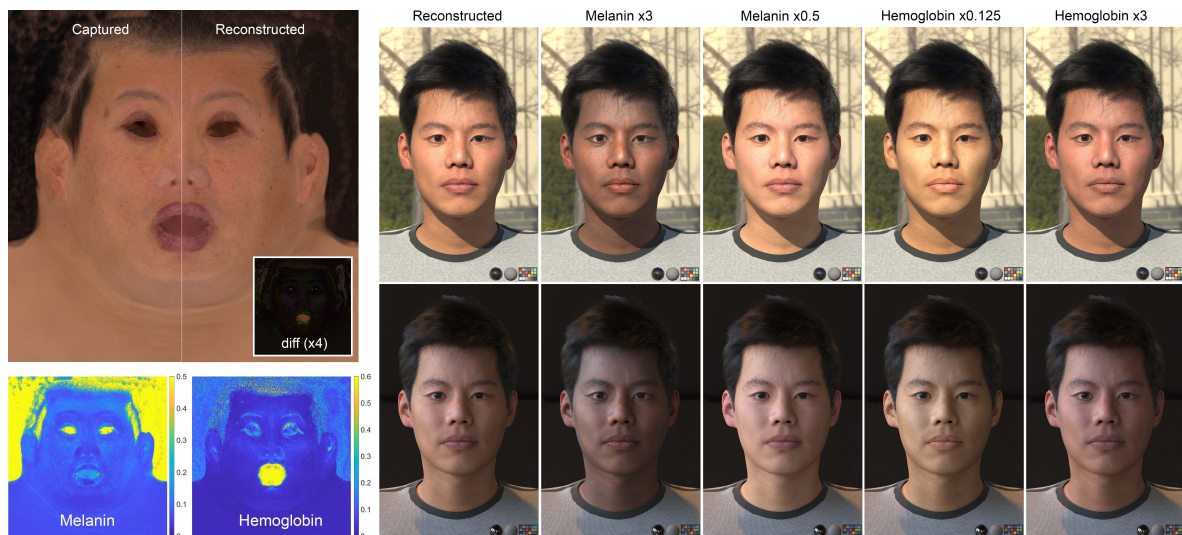 Captured
Reconstructed
diff (x4)
Melanin
0.5
0.4
0.3
0.2
0.1
0
Hemoglobin
0.6
0.5
0.4
0.3
0.2
0.1
0
Reconstructed
Melanin x3
Melanin x0.5
Hemoglobin x0.125
Hemoglobin x3